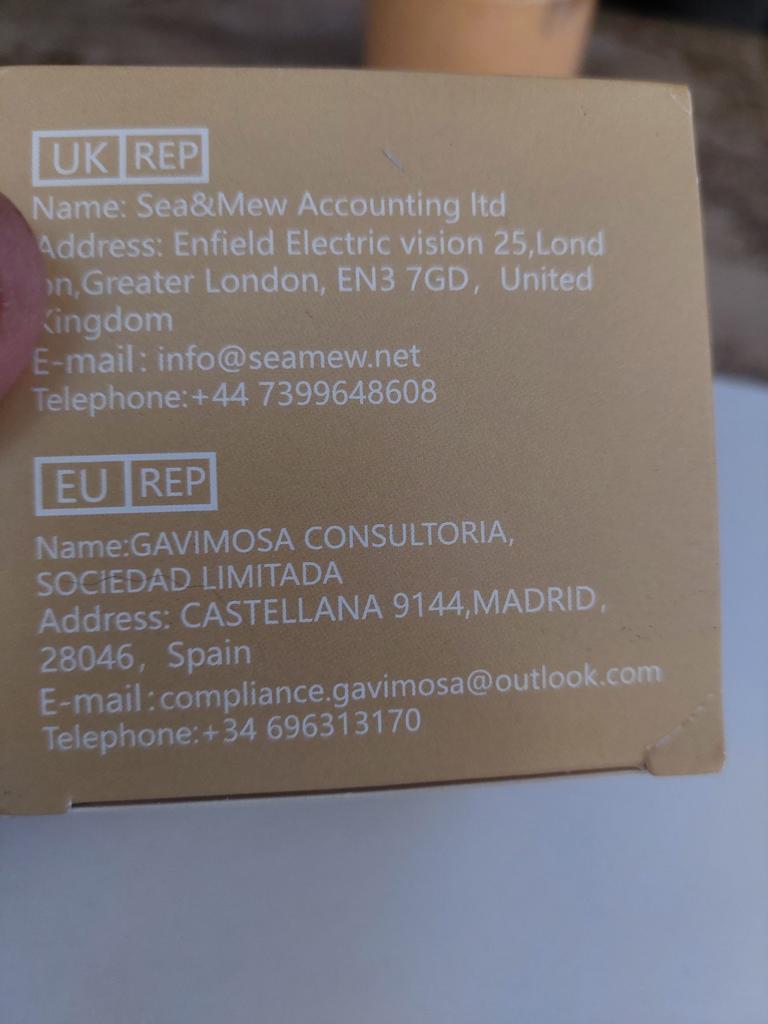 UK REP
Name: Sea&Mew Accounting ltd
Address: Enfield Electric vision 25,Lond
on,Greater London, EN3 7GD, United
Kingdom
E-mail: info@seamew.net
Telephone:+44 7399648608
EU REP
Name:GAVIMOSA CONSULTORIA,
SOCIEDAD LIMITADA
Address: CASTELLANA 9144,MADRID,
28046, Spain
E-mail:compliance.gavimosa@outlook.com
Telephone:+34 696313170